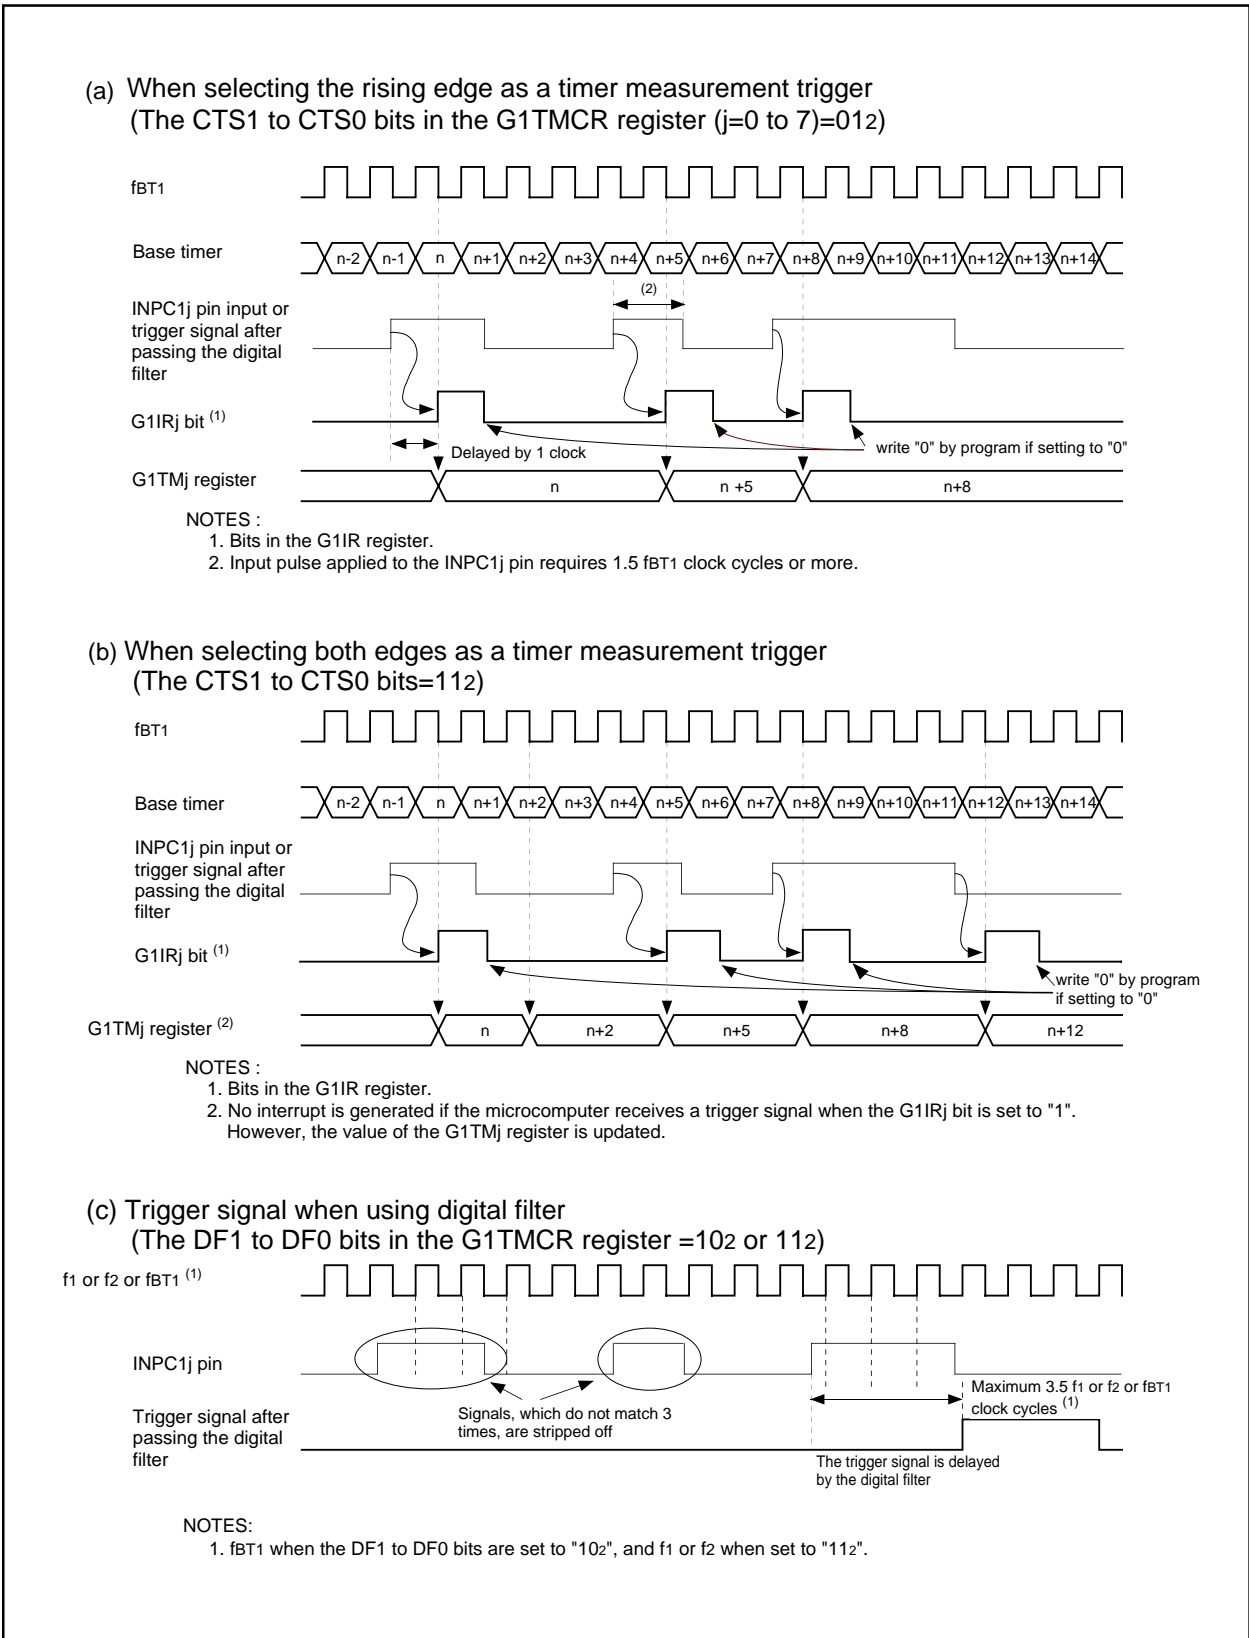 (a) When selecting the rising edge as a timer measurement trigger
(The CTS1 to CTS0 bits in the G1TMCR register (j=0 to 7)=012)
fBT1
Base timer
n-2 n-1 n n+1 n+2 n+3 n+4 n+5 n+6 n+7 n+8 n+9 n+10 n+11 n+12 n+13 n+14
(2)
INPC1j pin input or
trigger signal after
passing the digital
filter
G1IRj bit (1)
write "0" by program if setting to "0"
Delayed by 1 clock
G1TMj register
n n +5 n+8
NOTES :
1. Bits in the G1IR register.
2. Input pulse applied to the INPC1j pin requires 1.5 fBT1 clock cycles or more.
(b) When selecting both edges as a timer measurement trigger
(The CTS1 to CTS0 bits=112)
fBT1
Base timer
n-2 n-1 n n+1 n+2 n+3 n+4 n+5 n+6 n+7 n+8 n+9 n+10 n+11 n+12 n+13 n+14
INPC1j pin input or
trigger signal after
passing the digital
filter
G1IRj bit (1)
write "0" by program
if setting to "0"
G1TMj register (2)
n n+2 n+5 n+8 n+12
NOTES :
1. Bits in the G1IR register.
2. No interrupt is generated if the microcomputer receives a trigger signal when the G1IRj bit is set to "1".
However, the value of the G1TMj register is updated.
(c) Trigger signal when using digital filter
(The DF1 to DF0 bits in the G1TMCR register =102 or 112)
f1 or f2 or fBT1 (1)
INPC1j pin
Maximum 3.5 f1 or f2 or fBT1
clock cycles (1)
Signals, which do not match 3
times, are stripped off
Trigger signal after
passing the digital
filter
The trigger signal is delayed
by the digital filter
NOTES:
1. fBT1 when the DF1 to DF0 bits are set to "102", and f1 or f2 when set to "112".